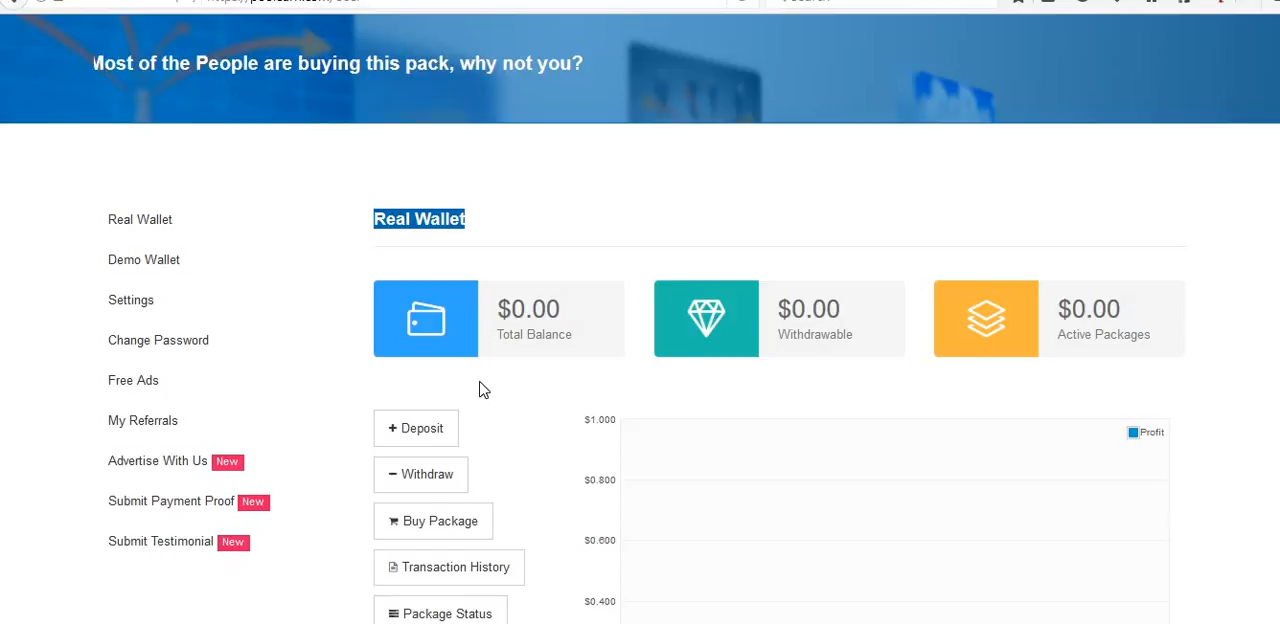 Most of the People are buying this pack, why not you?
Real Wallet
Demo Wallet
Settings
Change Password
Free Ads
My Referrals
Advertise With Us New
Submit Payment Proof New
Submit Testimonial New
Real Wallet
$0.00
Total Balance
$0.00
Withdrawable
$0.00
Active Packages
Deposit
Withdraw
Buy Package
Transaction History
Package Status
$1.000
$0.800
$0.600
$0.400
Profit